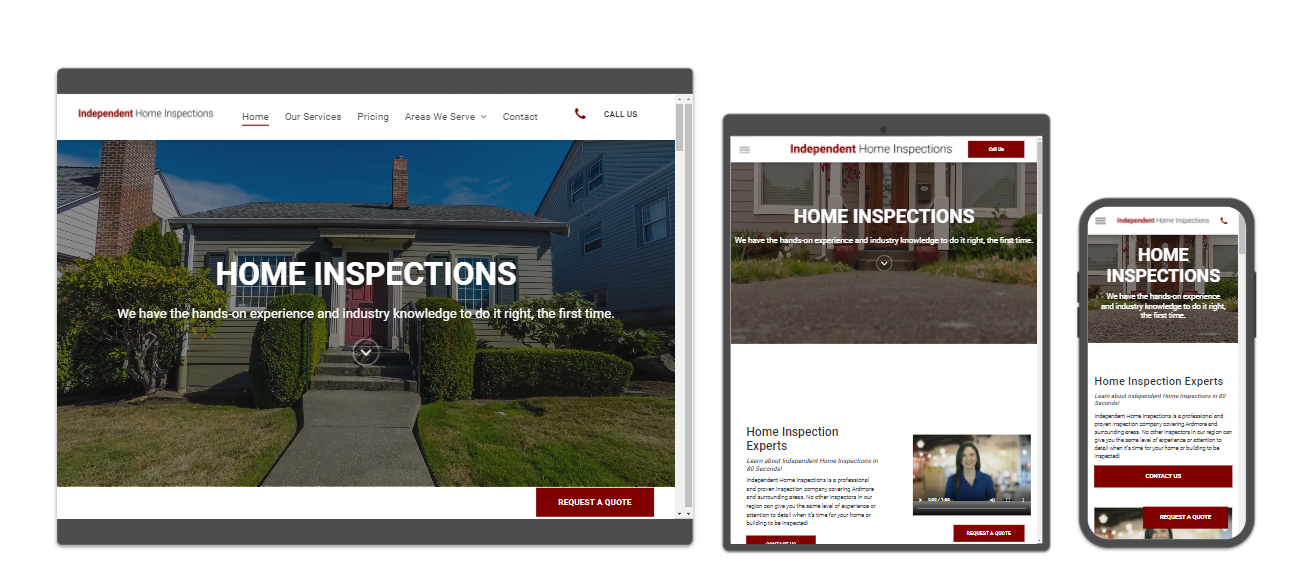 Independent Home Inspections
Home Our Services Pricing Areas We Serve Contact
CALL US
HOME INSPECTIONS
We have the hands-on experience and industry knowledge to do it right, the first time.
REQUEST A QUOTE
Independent Home Inspections
Call Us
HOME INSPECTIONS
We have the hands-on experience and industry knowledge to do it right, the first time.
Home Inspection
Experts
Learn about Independent Home Inspections in
80 Seconds!
Independent Home Inspections is a professional
and proven inspection company covering Ardmore
and surrounding areas. No other inspectors in our
region can give you the same level of experience or
attention to detail when it's time for your home or
building to be inspected!
CONTACT US
REQUEST A QUOTE
Independent Home Inspections
HOME
INSPECTIONS
We have the hands-on experience
and industry knowledge to do it right,
the first time.
Home Inspection Experts
Learn about Independent Home Inspections in 80
Seconds!
Independent Home Inspections is a professional and
proven inspection company covering Ardmore and
surrounding areas. No other inspectors in our region can
give you the same level of experience or attention to
detail when it's time for your home or building to be
inspected!
CONTACT US
REQUEST A QUOTE